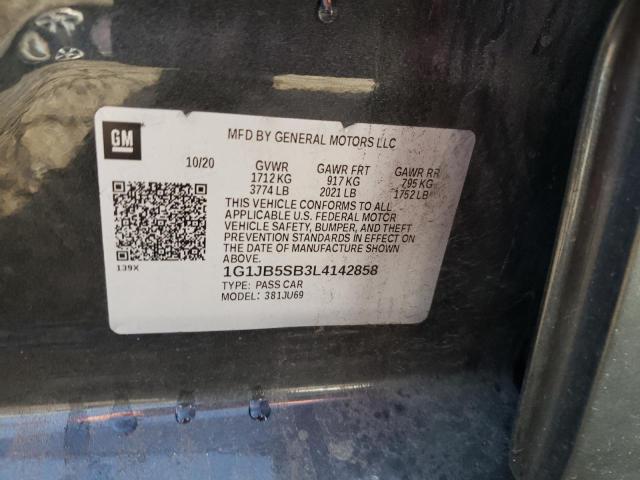 GM
MFD BY GENERAL MOTORS LLC
10/20 GVWR GAWR FRT GAWR RR
1712 KG 917 KG 795 KG
3774 LB 2021 LB 1752 LB
THIS VEHICLE CONFORMS TO ALL
APPLICABLE U.S. FEDERAL MOTOR
VEHICLE SAFETY, BUMPER, AND THEFT
PREVENTION STANDARDS IN EFFECT ON
THE DATE OF MANUFACTURE SHOWN
ABOVE.
139X
1G1JB5SB3L4142858
TYPE: PASS CAR
MODEL: 381JU69